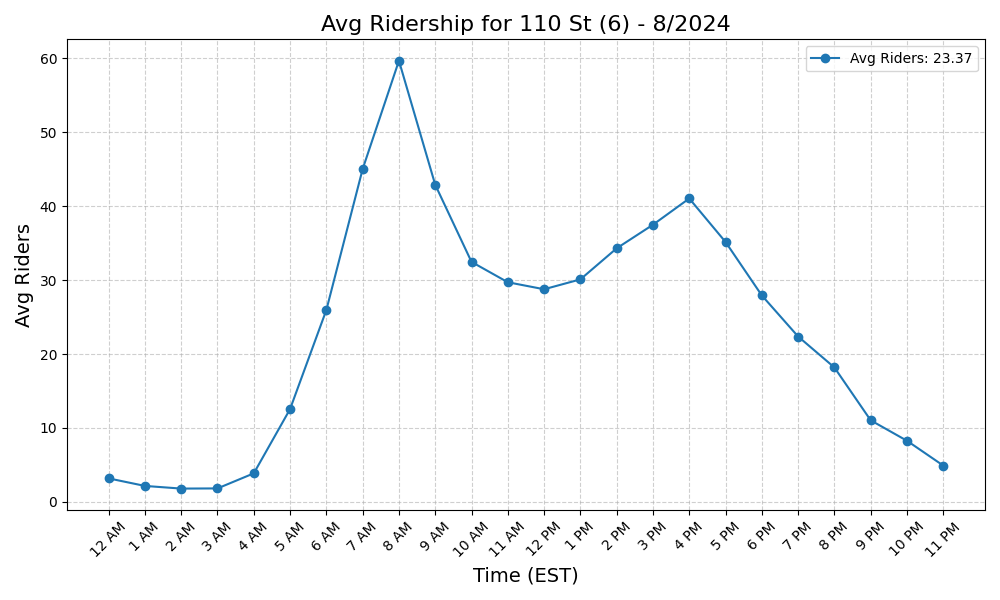 Avg Ridership for 110 St (6) - 8/2024
Avg Riders: 23.37
Avg Riders
60
50
40
30
20
10
0
12 AM
1 AM
2 AM
3 AM
4 AM
5 AM
6 AM
7 AM
8 AM
9 AM
10 AM
11 AM
12 PM
1 PM
2 PM
3 PM
4 PM
5 PM
6 PM
7 PM
8 PM
9 PM
10 PM
11 PM
Time (EST)